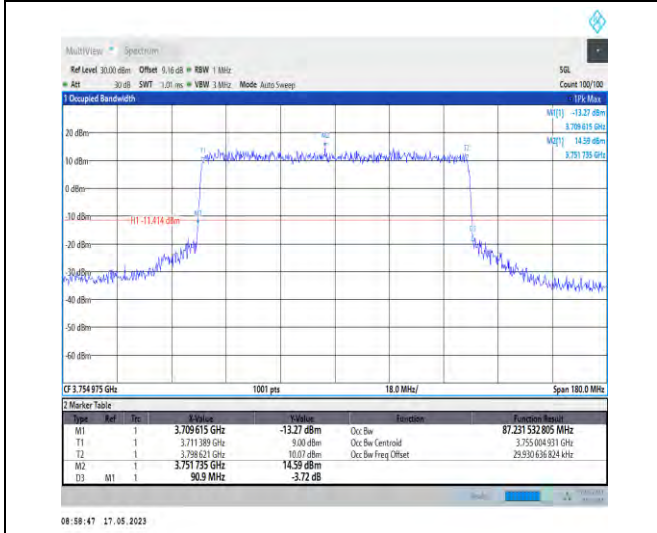 MultiView Spectrum
Ref Level 30.00 dBm Offset 9.16 dB RBW 1 MHz SGL
Att 30 dB SWT 1.01 ms VBW 3 MHz Mode Auto Sweep Count 100/100
1 Occupied Bandwidth 1Pk Max
M1[1] -13.27 dBm
3.709 615 GHz
M2[1] 14.59 dBm
3.751 735 GHz
20 dBm
M2
T1
T2
10 dBm
0 dBm
-10 dBm
M1
H1 -11.414 dBm
D3
-20 dBm
-30 dBm
-40 dBm
-50 dBm
-60 dBm
CF 3.754 975 GHz 1001 pts 18.0 MHz/ Span 180.0 MHz
2 Marker Table
Type Ref Trc X-Value Y-Value Function Function Result
M1 1 3.709 615 GHz -13.27 dBm Occ Bw 87.231 532 805 MHz
T1 1 3.711 389 GHz 9.00 dBm Occ Bw Centroid 3.755 004 931 GHz
T2 1 3.798 621 GHz 10.07 dBm Occ Bw Freq Offset 29.930 636 824 kHz
M2 1 3.751 735 GHz 14.59 dBm
D3 M1 1 90.9 MHz -3.72 dB
08:58:47 17.05.2023